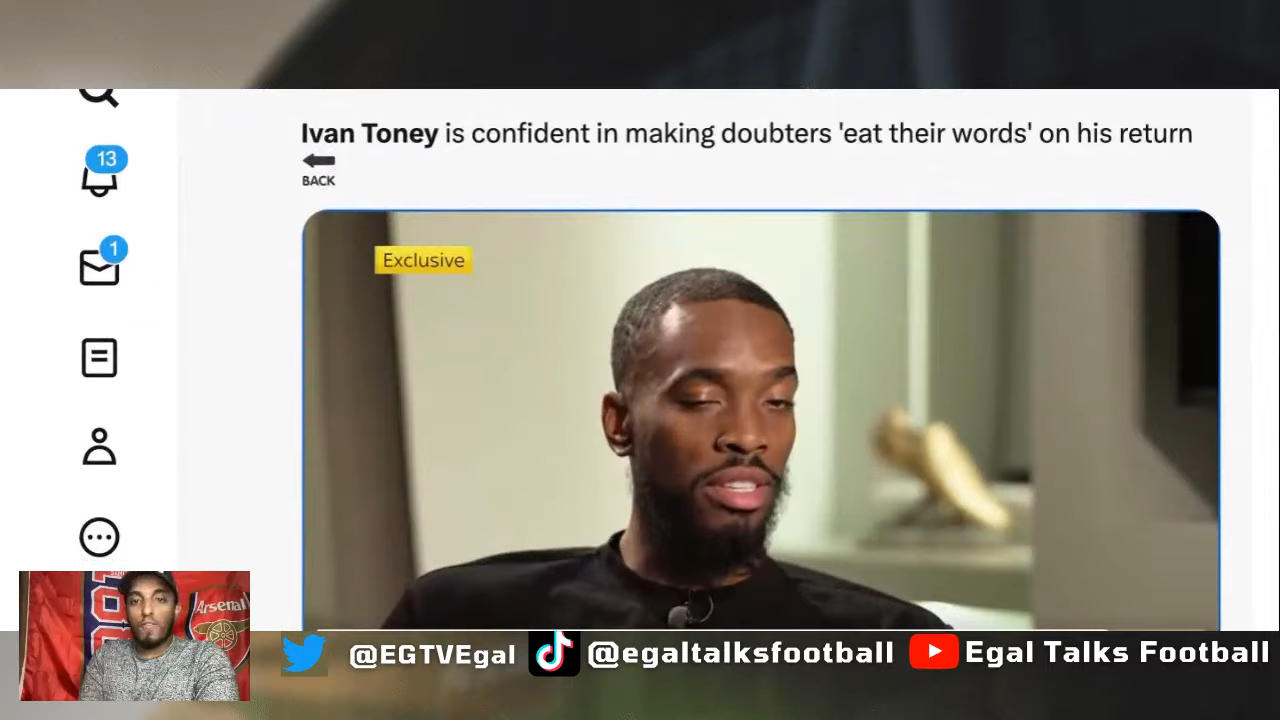 Ivan Toney is confident in making doubters 'eat their words' on his return
BACK
13
1
Exclusive
Arsenal
@EGTVEgal
@egaltalksfootball
Egal Talks Football